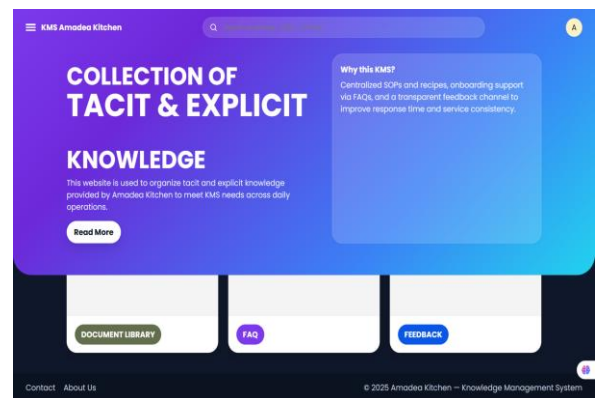 KMS Amadea Kitchen
A
COLLECTION OF
TACIT & EXPLICIT
KNOWLEDGE
This website is used to organize tacit and explicit knowledge
provided by Amadea Kitchen to meet KMS needs across daily
operations.
Read More
Why this KMS?
Centralized SOPs and recipes, onboarding support
via FAQs, and a transparent feedback channel to
improve response time and service consistency.
DOCUMENT LIBRARY
FAQ
FEEDBACK
Contact About Us
© 2025 Amadea Kitchen — Knowledge Management System